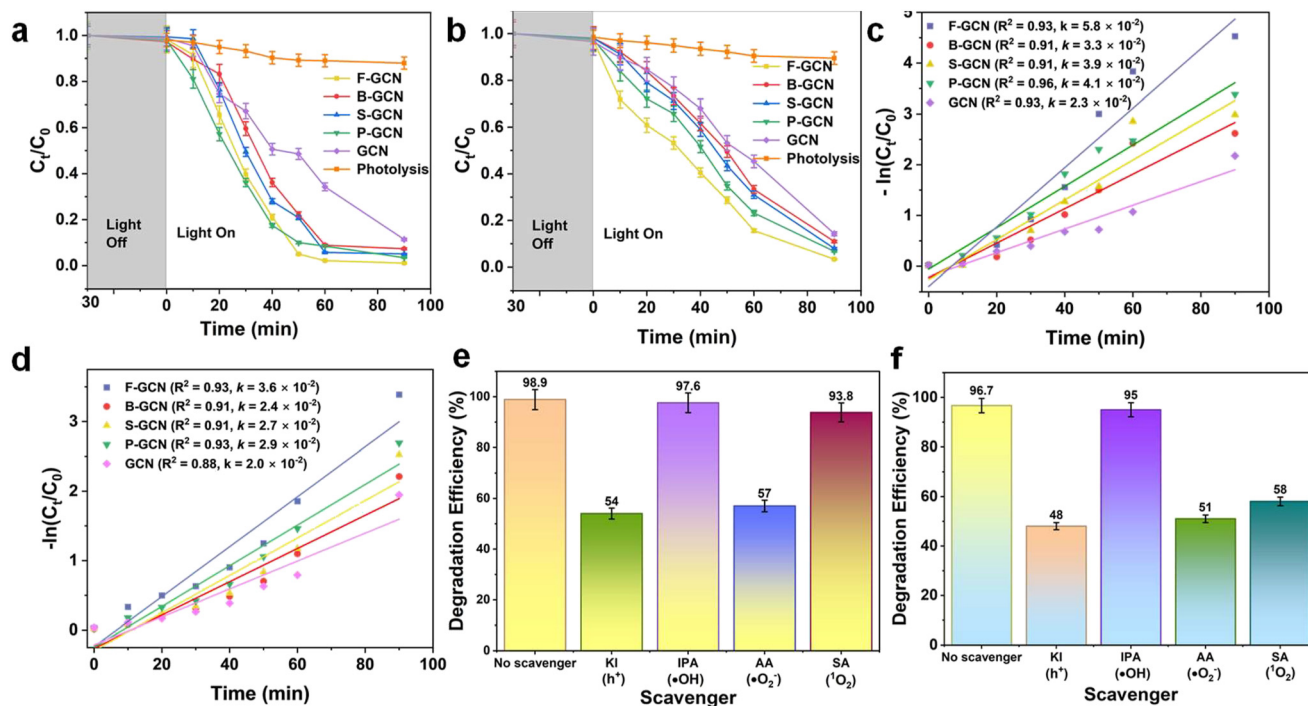 a
C_t/C_0
1.0
0.8
0.6
0.4
0.2
0.0
F-GCN
B-GCN
S-GCN
P-GCN
GCN
Photolysis
Light
Off
Light On
30 0 10 20 30 40 50 60 70 80 90 100
Time (min)
b
C_t/C_0
1.0
0.8
0.6
0.4
0.2
0.0
F-GCN
B-GCN
S-GCN
P-GCN
GCN
Photolysis
Light
Off
Light On
30 0 10 20 30 40 50 60 70 80 90 100
Time (min)
c
- ln(C_t/C_0)
5
4
3
2
1
0
F-GCN (R² = 0.93, k = 5.8 × 10⁻²)
B-GCN (R² = 0.91, k = 3.3 × 10⁻²)
S-GCN (R² = 0.91, k = 3.9 × 10⁻²)
P-GCN (R² = 0.96, k = 4.1 × 10⁻²)
GCN (R² = 0.93, k = 2.3 × 10⁻²)
0 20 40 60 80 100
Time (min)
d
-ln(C_t/C_0)
3
2
1
0
F-GCN (R² = 0.93, k = 3.6 × 10⁻²)
B-GCN (R² = 0.91, k = 2.4 × 10⁻²)
S-GCN (R² = 0.91, k = 2.7 × 10⁻²)
P-GCN (R² = 0.93, k = 2.9 × 10⁻²)
GCN (R² = 0.88, k = 2.0 × 10⁻²)
0 20 40 60 80 100
Time (min)
e
Degradation Efficiency (%)
100
80
60
40
20
0
98.9
54
97.6
57
93.8
No scavenger KI IPA AA SA
(h⁺) (•OH) (•O₂⁻) (¹O₂)
Scavenger
f
Degradation Efficiency (%)
100
80
60
40
20
0
96.7
48
95
51
58
No scavenger KI IPA AA SA
(h⁺) (•OH) (•O₂⁻) (¹O₂)
Scavenger